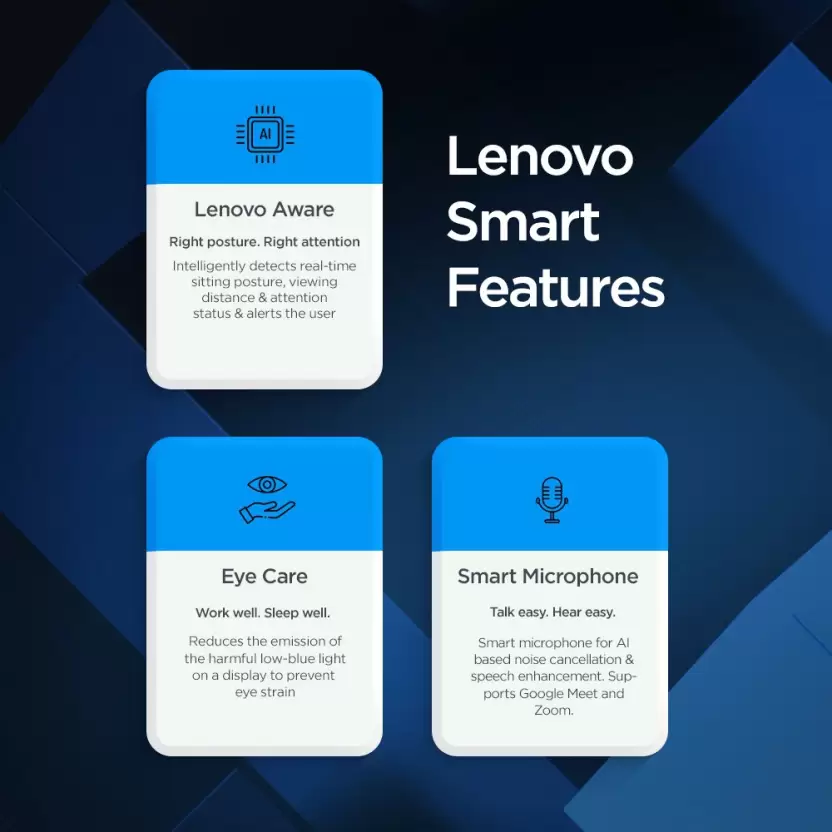 Lenovo
Smart
Features
AI
Lenovo Aware
Right posture. Right attention
Intelligently detects real-time
sitting posture, viewing
distance & attention
status & alerts the user
Eye Care
Work well. Sleep well.
Reduces the emission of
the harmful low-blue light
on a display to prevent
eye strain
Smart Microphone
Talk easy. Hear easy.
Smart microphone for AI
based noise cancellation &
speech enhancement. Sup-
ports Google Meet and
Zoom.